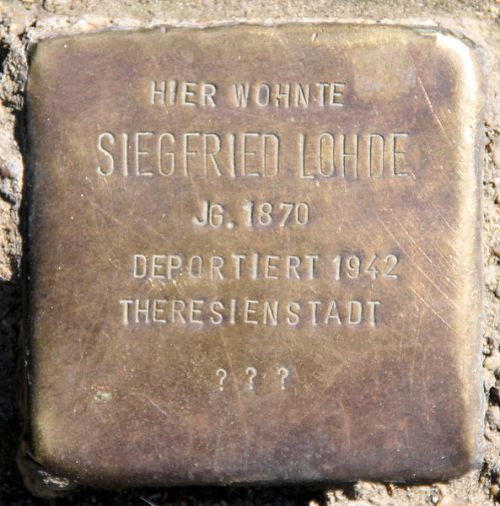 HIER WOHNTE
SIEGFRIED LOHDE
JG. 1870
DEPORTIERT 1942
THERESIENSTADT
? ? ?